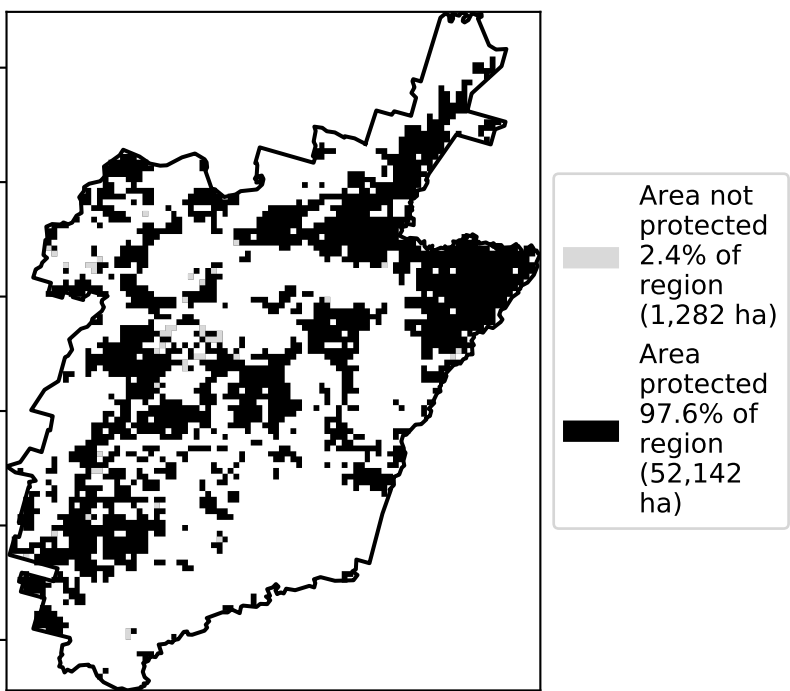 Area not
protected
2.4% of
region
(1,282 ha)
Area
protected
97.6% of
region
(52,142
ha)